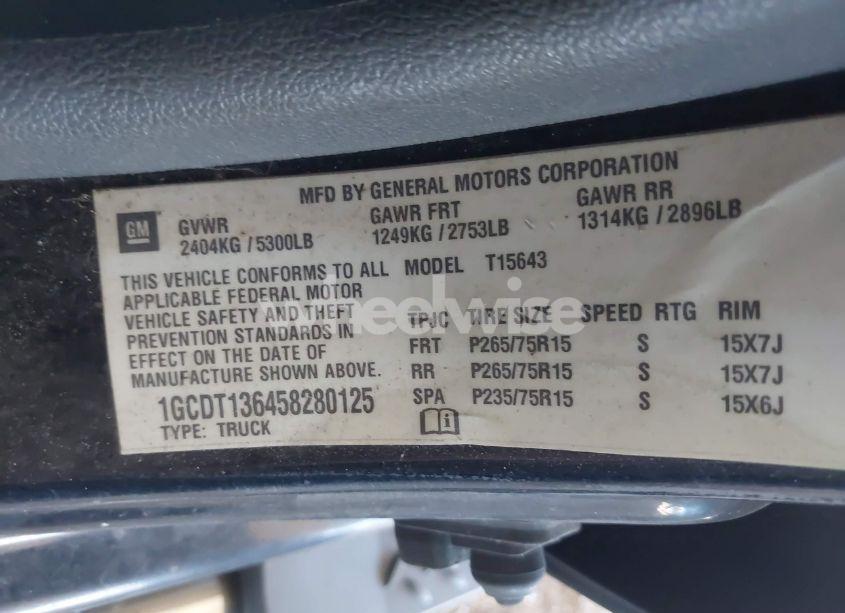 MFD BY GENERAL MOTORS CORPORATION
GM GVWR GAWR FRT GAWR RR
2404KG / 5300LB 1249KG / 2753LB 1314KG / 2896LB
THIS VEHICLE CONFORMS TO ALL MODEL T15643
APPLICABLE FEDERAL MOTOR
VEHICLE SAFETY AND THEFT TPJC TIRE SIZE SPEED RTG RIM
PREVENTION STANDARDS IN FRT P265/75R15 S 15X7J
EFFECT ON THE DATE OF RR P265/75R15 S 15X7J
MANUFACTURE SHOWN ABOVE. SPA P235/75R15 S 15X6J
1GCDT136458280125
TYPE: TRUCK
wheelwise